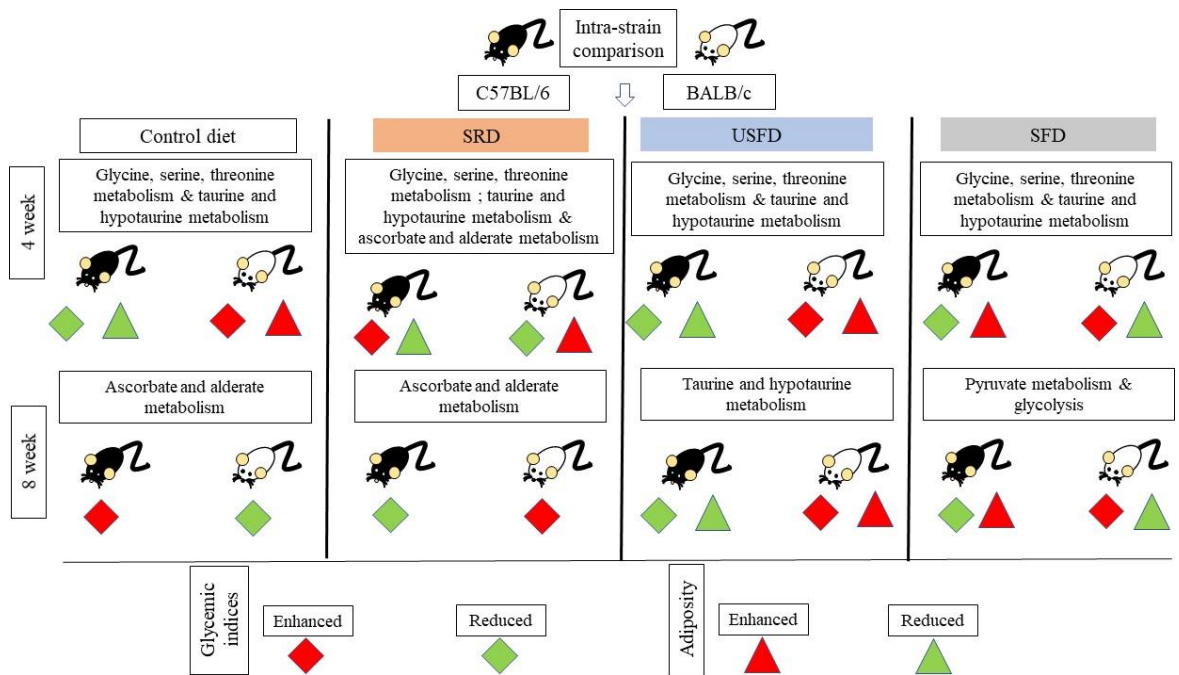 Intra-strain
comparison
C57BL/6
BALB/c
Control diet
SRD
USFD
SFD
4 week
Glycine, serine, threonine
metabolism & taurine and
hypotaurine metabolism
Glycine, serine, threonine
metabolism ; taurine and
hypotaurine metabolism &
ascorbate and alderate metabolism
Glycine, serine, threonine
metabolism & taurine and
hypotaurine metabolism
Glycine, serine, threonine
metabolism & taurine and
hypotaurine metabolism
8 week
Ascorbate and alderate
metabolism
Ascorbate and alderate
metabolism
Taurine and hypotaurine
metabolism
Pyruvate metabolism &
glycolysis
Glycemic
indices
Enhanced
Reduced
Adiposity
Enhanced
Reduced